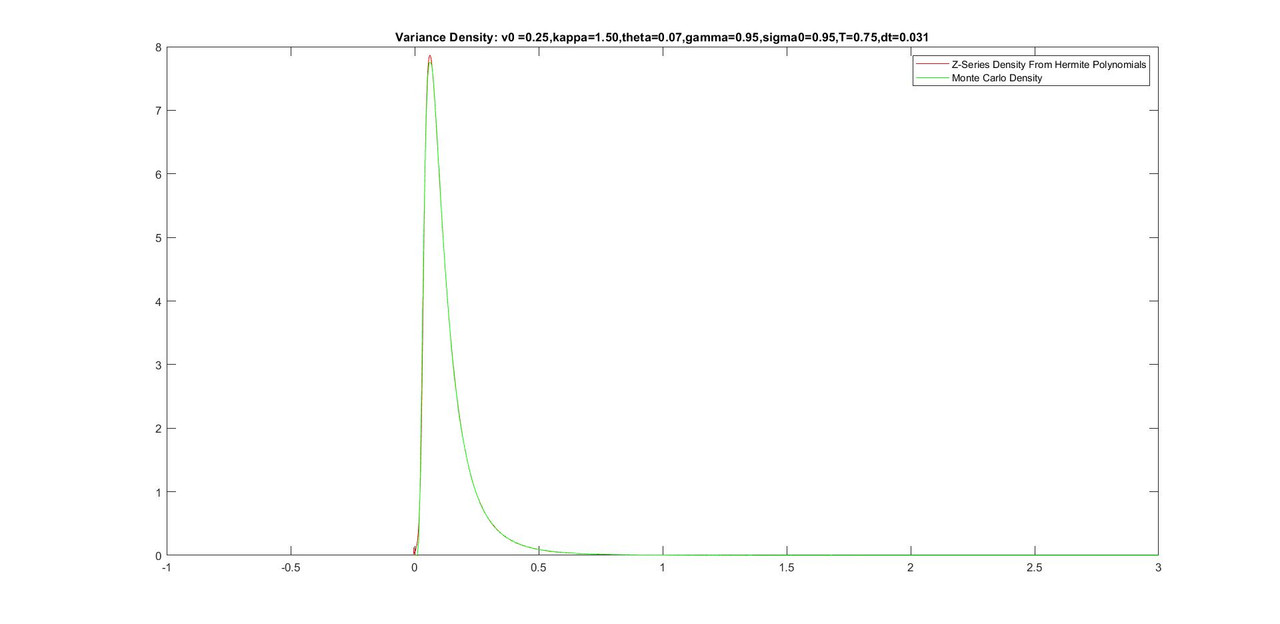 Variance Density: v0 =0.25,kappa=1.50,theta=0.07,gamma=0.95,sigma0=0.95,T=0.75,dt=0.031
Z-Series Density From Hermite Polynomials
Monte Carlo Density
8
7
6
5
4
3
2
1
0
-1 -0.5 0 0.5 1 1.5 2 2.5 3